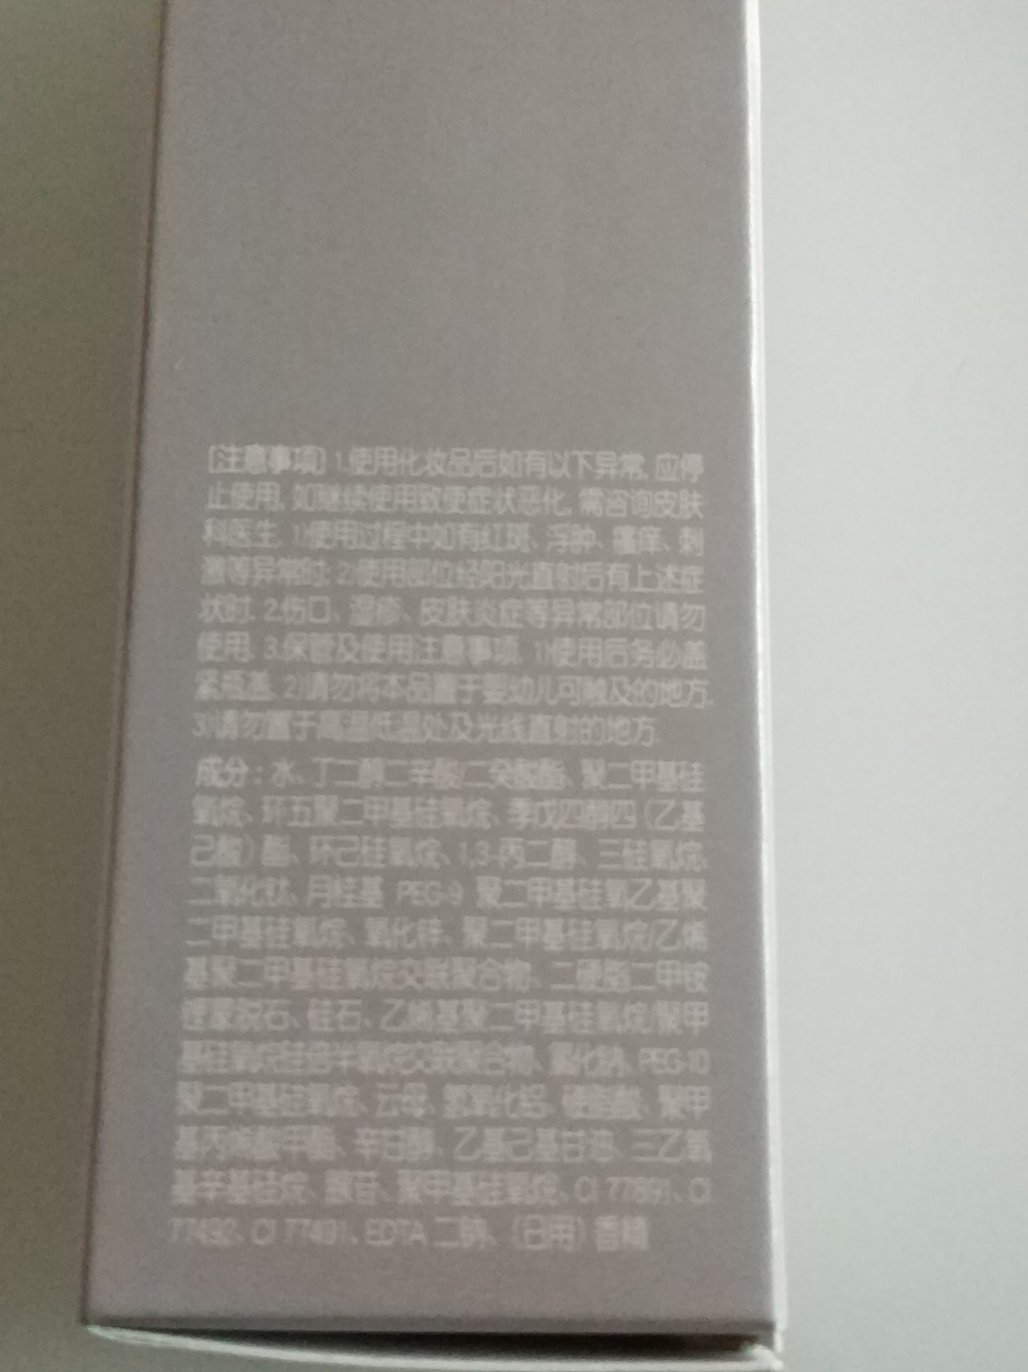 [注意事项] 1.使用化妆品后如有以下异常, 应停
止使用, 如继续使用致使症状恶化, 需咨询皮肤
科医生. 1)使用过程中如有红斑、浮肿、瘙痒、刺
激等异常时. 2)使用部位经阳光直射后有上述症
状时. 2.伤口、湿疹、皮肤炎症等异常部位请勿
使用. 3.保管及使用注意事项. 1)使用后务必盖
紧瓶盖. 2)请勿将本品置于婴幼儿可触及的地方.
3)请勿置于高温低温处及光线直射的地方.
成分：水、丁二醇二辛酸/二癸酸酯、聚二甲基硅
氧烷、环五聚二甲基硅氧烷、季戊四醇四（乙基
己酸）酯、环己硅氧烷、1,3-丙二醇、三硅氧烷、
二氧化钛、月桂基 PEG-9 聚二甲基硅氧乙基聚
二甲基硅氧烷、氧化锌、聚二甲基硅氧烷/乙烯
基聚二甲基硅氧烷交联聚合物、二硬脂二甲铵
锂蒙脱石、硅石、乙烯基聚二甲基硅氧烷/聚甲
基硅氧烷硅倍半氧烷交联聚合物、氯化钠、PEG-10
聚二甲基硅氧烷、云母、氢氧化铝、硬脂酸、聚甲
基丙烯酸甲酯、辛甘醇、乙基己基甘油、三乙氧
基辛基硅烷、聚甲基硅氧烷、CI 77891、CI
77492、CI 77491、EDTA 二钠、（日用）香精